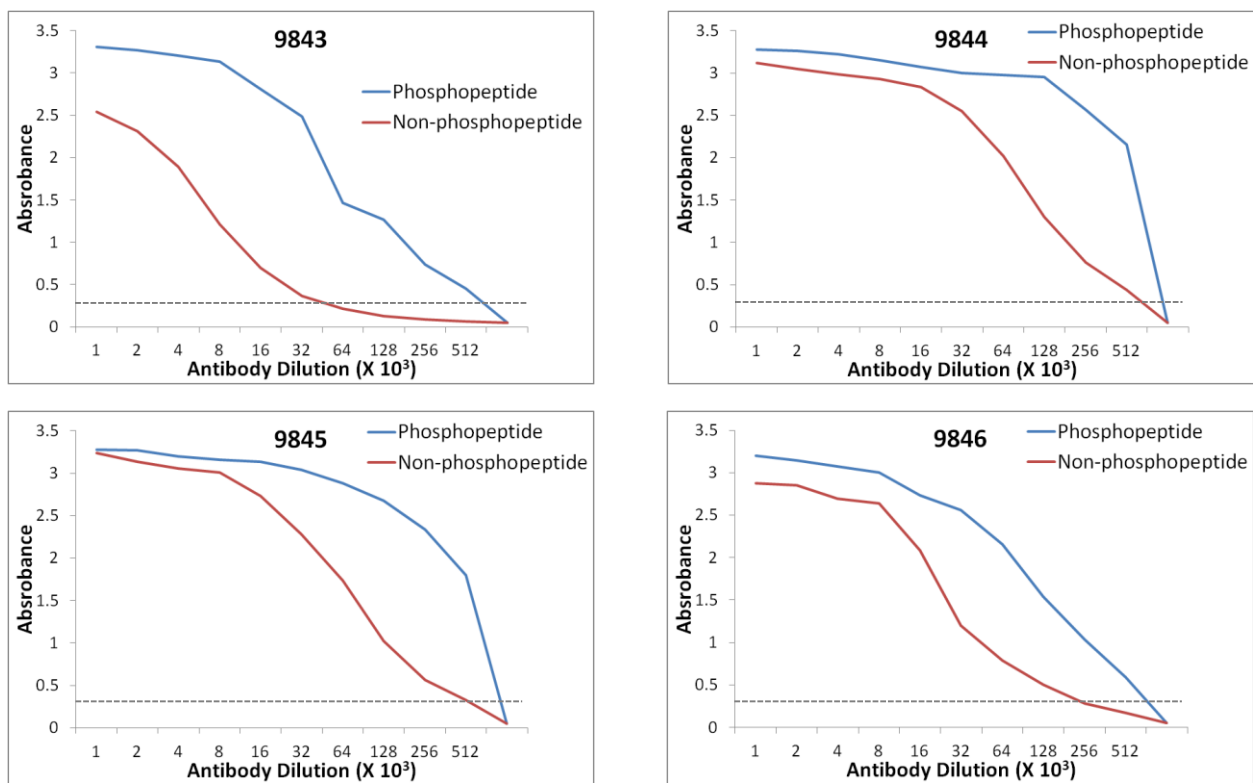 9843
Phosphopeptide
Non-phosphopeptide
Absrobance
3.5
3
2.5
2
1.5
1
0.5
0
1 2 4 8 16 32 64 128 256 512
Antibody Dilution (X 10³)
9844
Phosphopeptide
Non-phosphopeptide
Absrobance
3.5
3
2.5
2
1.5
1
0.5
0
1 2 4 8 16 32 64 128 256 512
Antibody Dilution (X 10³)
9845
Phosphopeptide
Non-phosphopeptide
Absrobance
3.5
3
2.5
2
1.5
1
0.5
0
1 2 4 8 16 32 64 128 256 512
Antibody Dilution (X 10³)
9846
Phosphopeptide
Non-phosphopeptide
Absrobance
3.5
3
2.5
2
1.5
1
0.5
0
1 2 4 8 16 32 64 128 256 512
Antibody Dilution (X 10³)